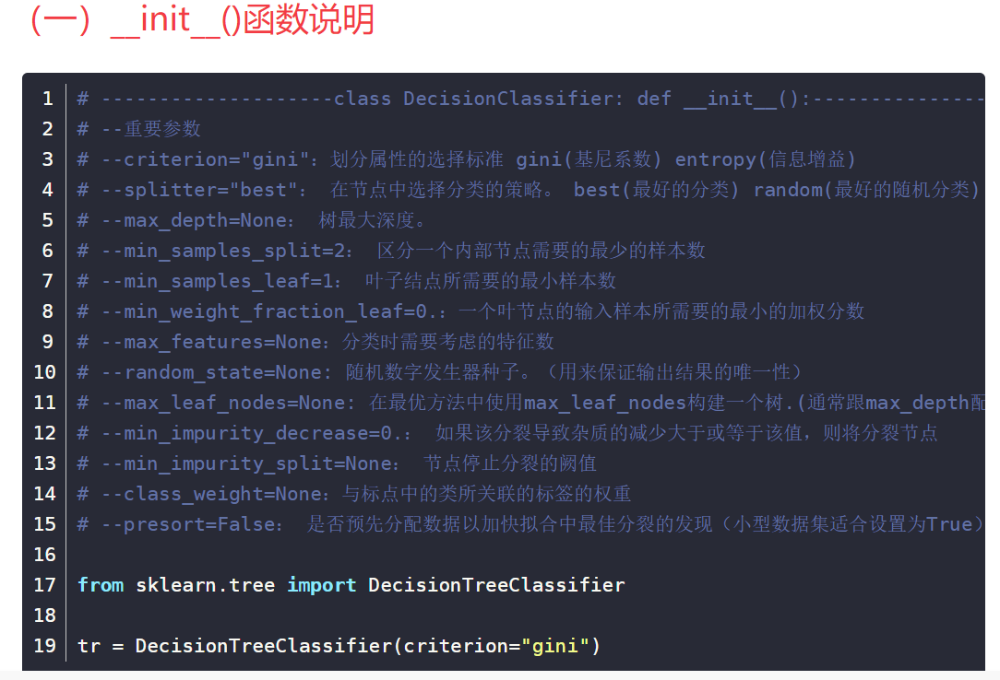 (一) __init__()函数说明
1 # --------------------class DecisionClassifier: def __init__():---------------
2 # --重要参数
3 # --criterion="gini"：划分属性的选择标准 gini(基尼系数) entropy(信息增益)
4 # --splitter="best"： 在节点中选择分类的策略。 best(最好的分类) random(最好的随机分类)
5 # --max_depth=None： 树最大深度。
6 # --min_samples_split=2： 区分一个内部节点需要的最少的样本数
7 # --min_samples_leaf=1： 叶子结点所需要的最小样本数
8 # --min_weight_fraction_leaf=0.：一个叶节点的输入样本所需要的最小的加权分数
9 # --max_features=None：分类时需要考虑的特征数
10 # --random_state=None: 随机数字发生器种子。（用来保证输出结果的唯一性）
11 # --max_leaf_nodes=None: 在最优方法中使用max_leaf_nodes构建一个树.(通常跟max_depth配
12 # --min_impurity_decrease=0.： 如果该分裂导致杂质的减少大于或等于该值，则将分裂节点
13 # --min_impurity_split=None： 节点停止分裂的阙值
14 # --class_weight=None：与标点中的类所关联的标签的权重
15 # --presort=False： 是否预先分配数据以加快拟合中最佳分裂的发现（小型数据集适合设置为True）
16
17 from sklearn.tree import DecisionTreeClassifier
18
19 tr = DecisionTreeClassifier(criterion="gini")